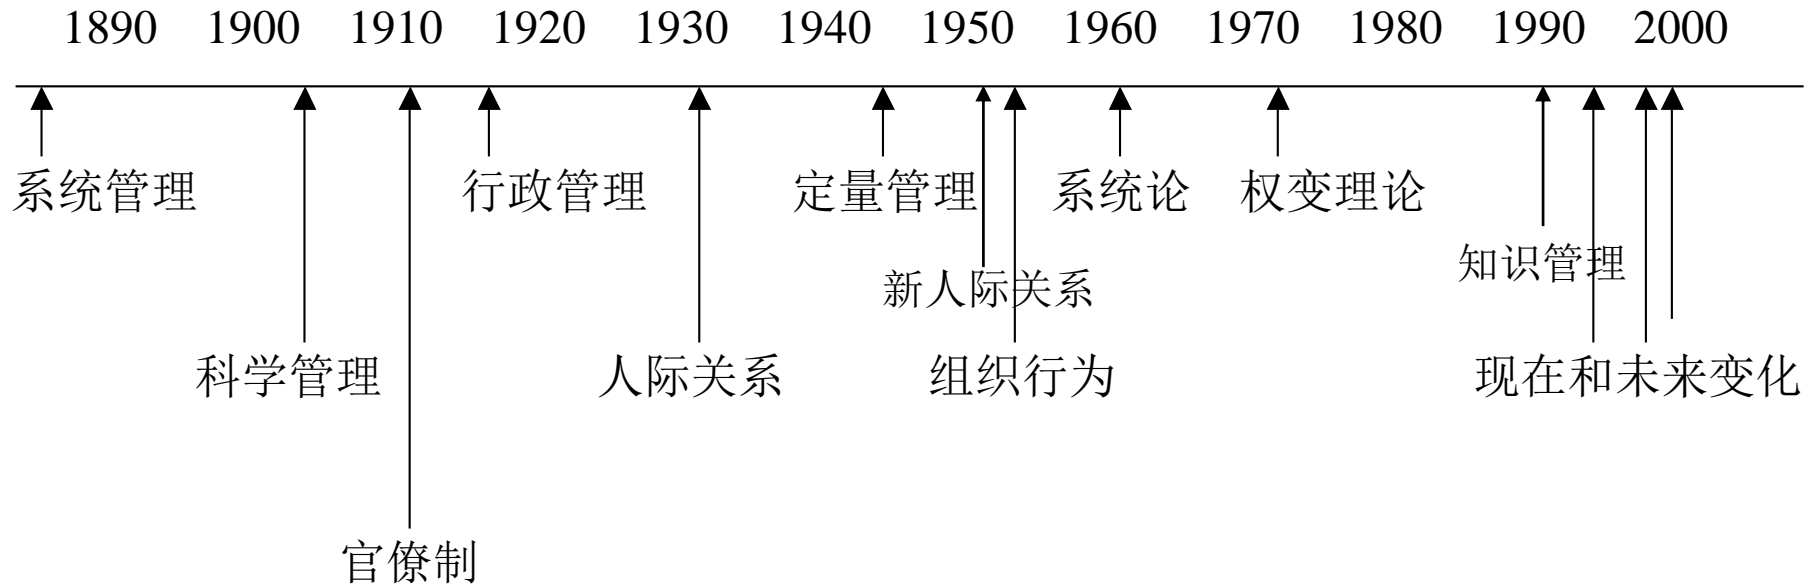 1890 1900 1910 1920 1930 1940 1950 1960 1970 1980 1990 2000
系统管理 行政管理 定量管理 系统论 权变理论
知识管理
新人际关系
科学管理 人际关系 组织行为 现在和未来变化
官僚制